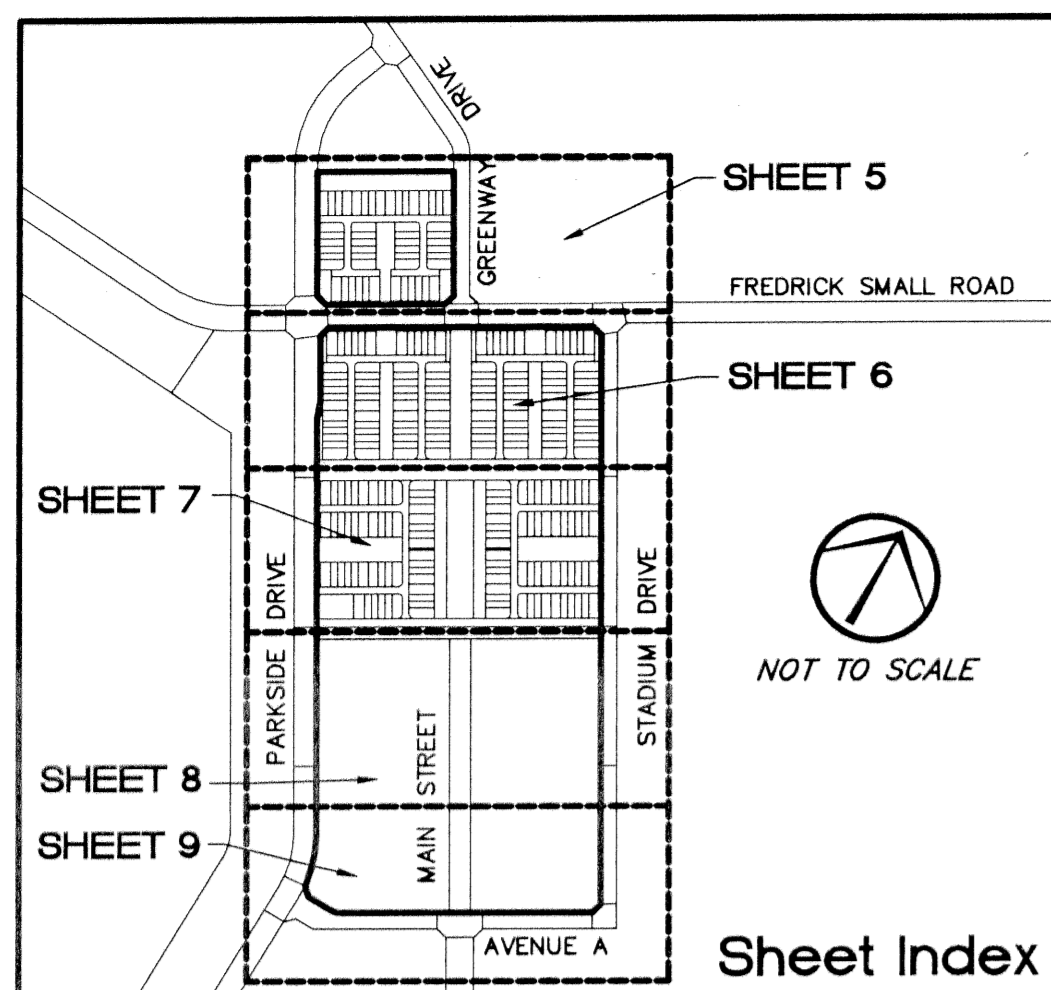 GREENWAY DRIVE
SHEET 5
FREDRICK SMALL ROAD
SHEET 6
SHEET 7
PARKSIDE DRIVE
STADIUM DRIVE
NOT TO SCALE
SHEET 8
MAIN STREET
SHEET 9
AVENUE A
Sheet Index